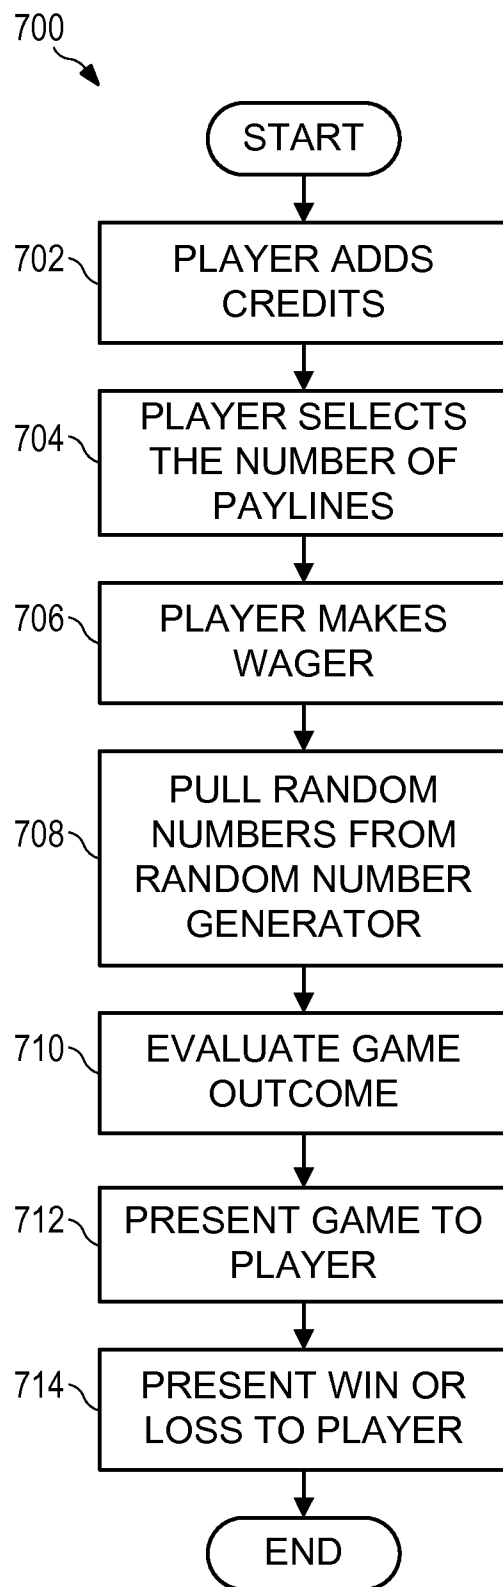 700
START
702
PLAYER ADDS
CREDITS
704
PLAYER SELECTS
THE NUMBER OF
PAYLINES
706
PLAYER MAKES
WAGER
708
PULL RANDOM
NUMBERS FROM
RANDOM NUMBER
GENERATOR
710
EVALUATE GAME
OUTCOME
712
PRESENT GAME TO
PLAYER
714
PRESENT WIN OR
LOSS TO PLAYER
END